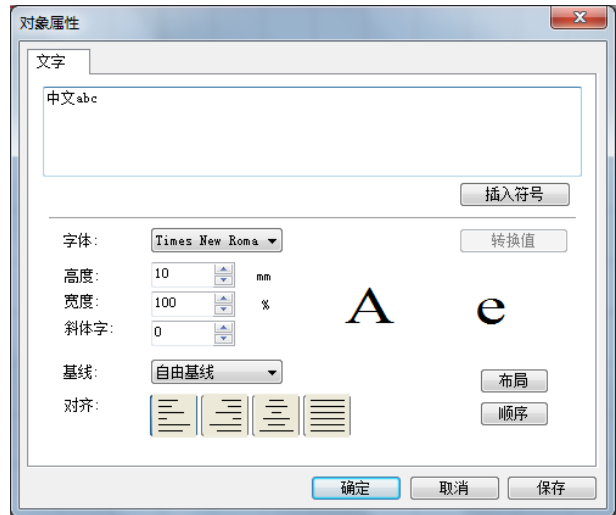 对象属性
文字
中文abc
插入符号
字体: Times New Roma 转换值
高度: 10 mm
宽度: 100 %
斜体字: 0
A e
基线: 自由基线
布局
对齐:
顺序
确定 取消 保存